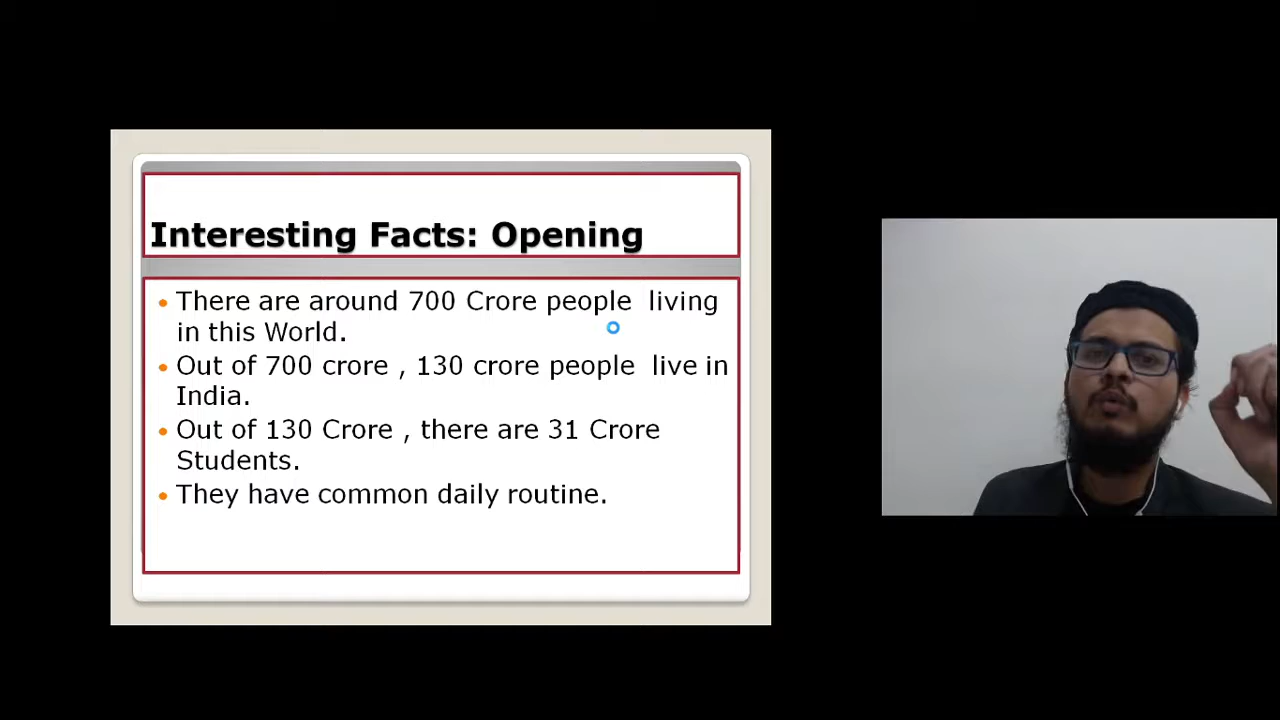 Interesting Facts: Opening
• There are around 700 Crore people  living
in this World.
• Out of 700 crore , 130 crore people  live in
India.
• Out of 130 Crore , there are 31 Crore
Students.
• They have common daily routine.